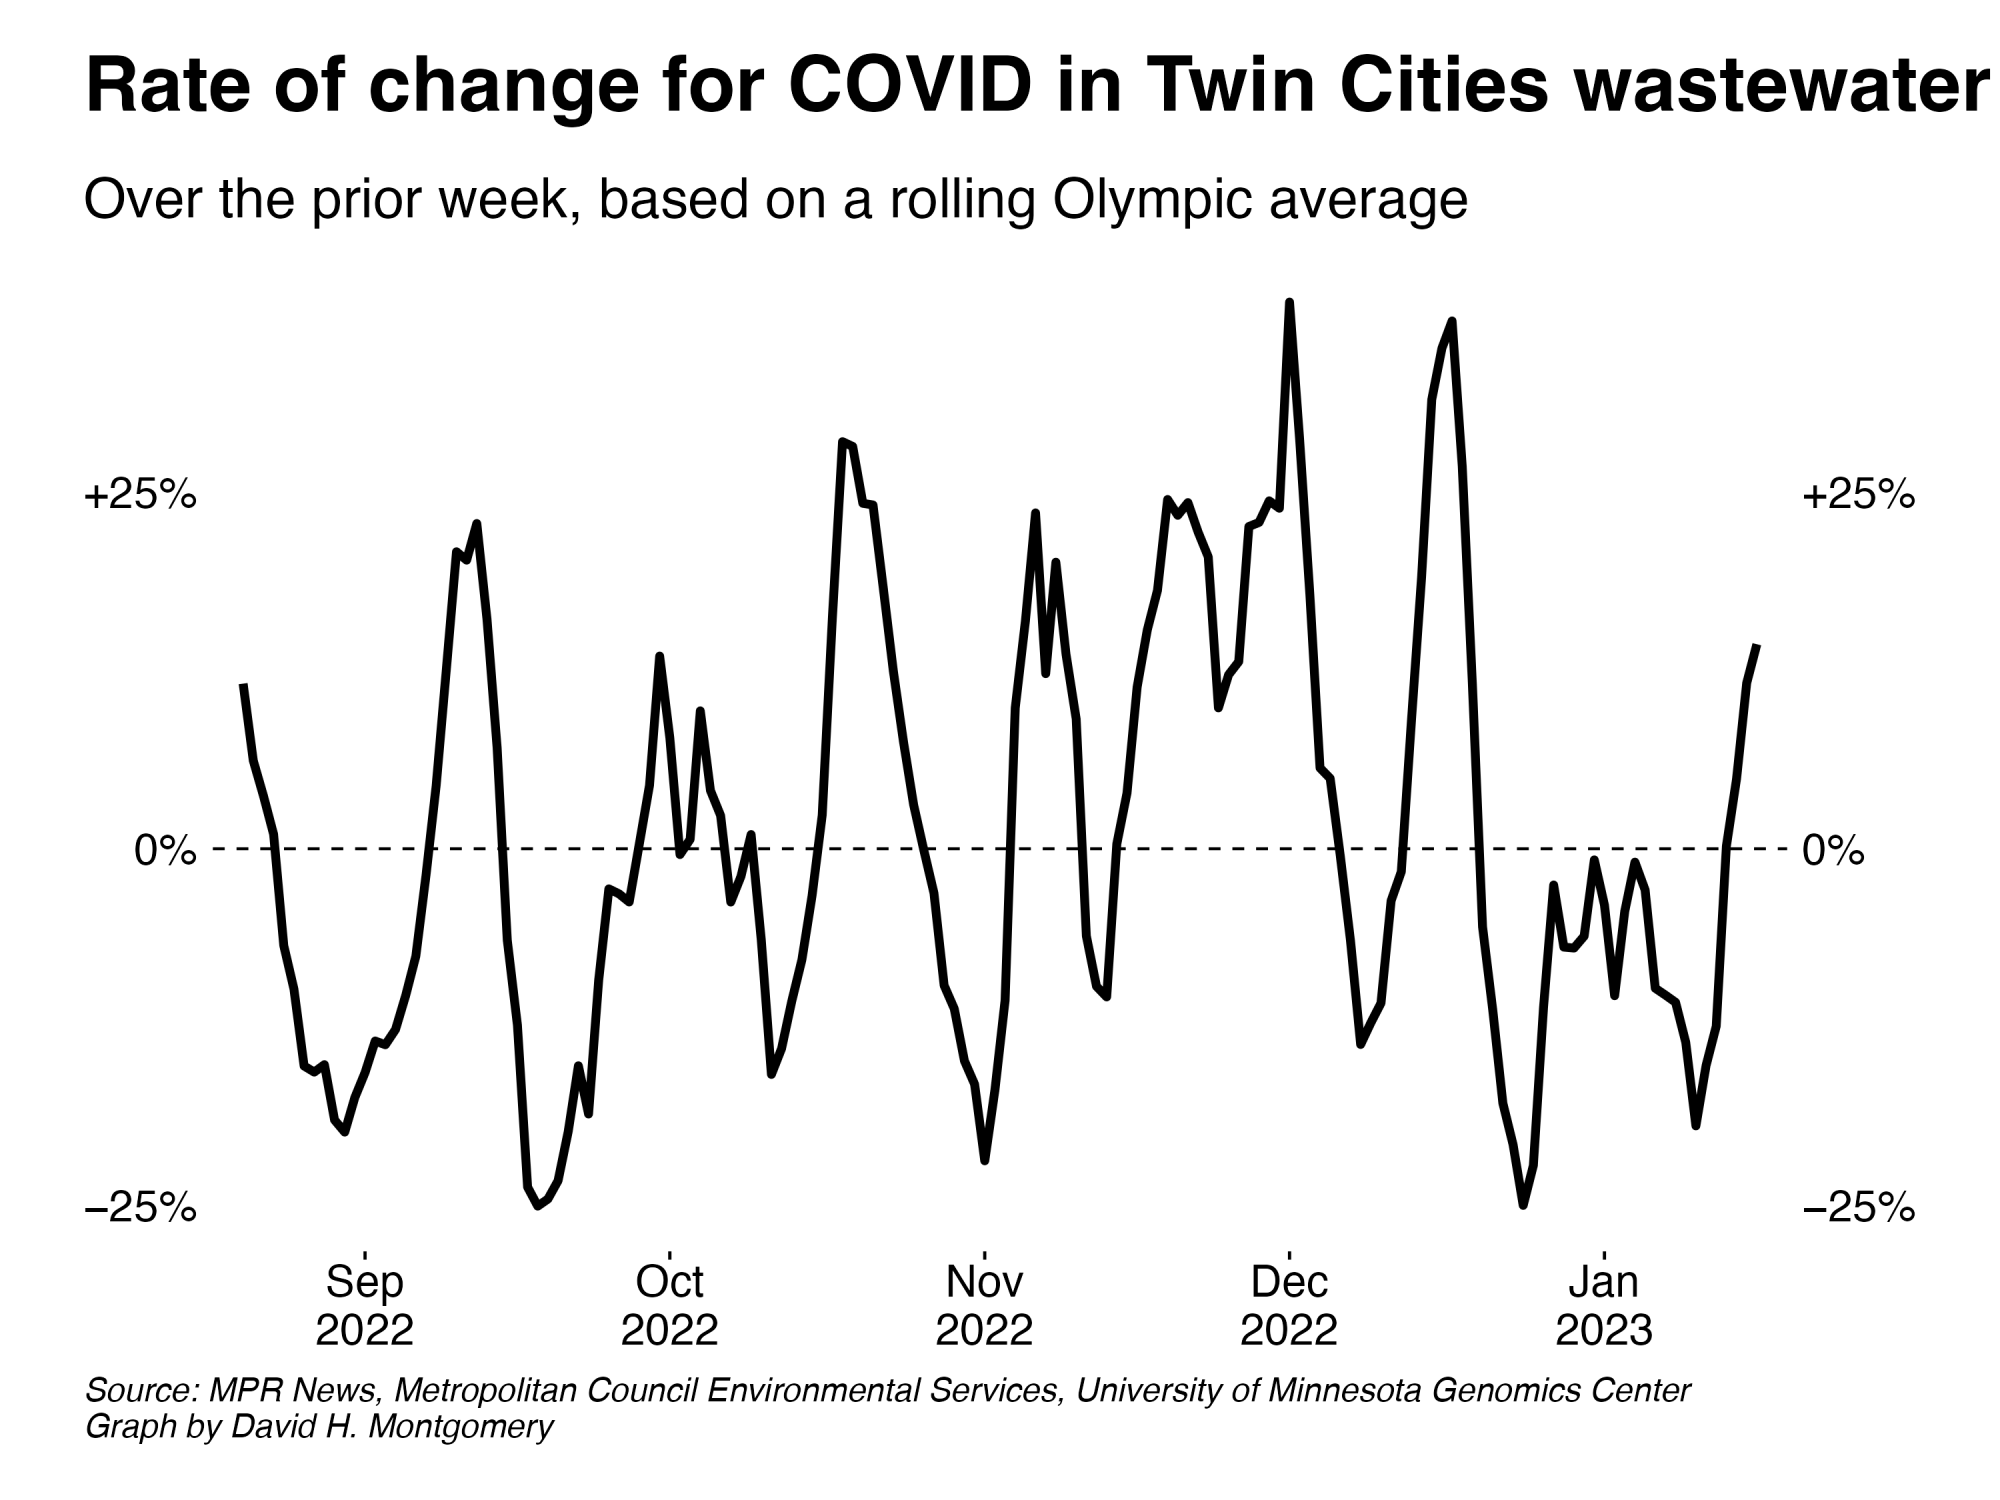 Rate of change for COVID in Twin Cities wastewater
Over the prior week, based on a rolling Olympic average
+25% +25%
0% 0%
−25% −25%
Sep Oct Nov Dec Jan
2022 2022 2022 2022 2023
Source: MPR News, Metropolitan Council Environmental Services, University of Minnesota Genomics Center
Graph by David H. Montgomery